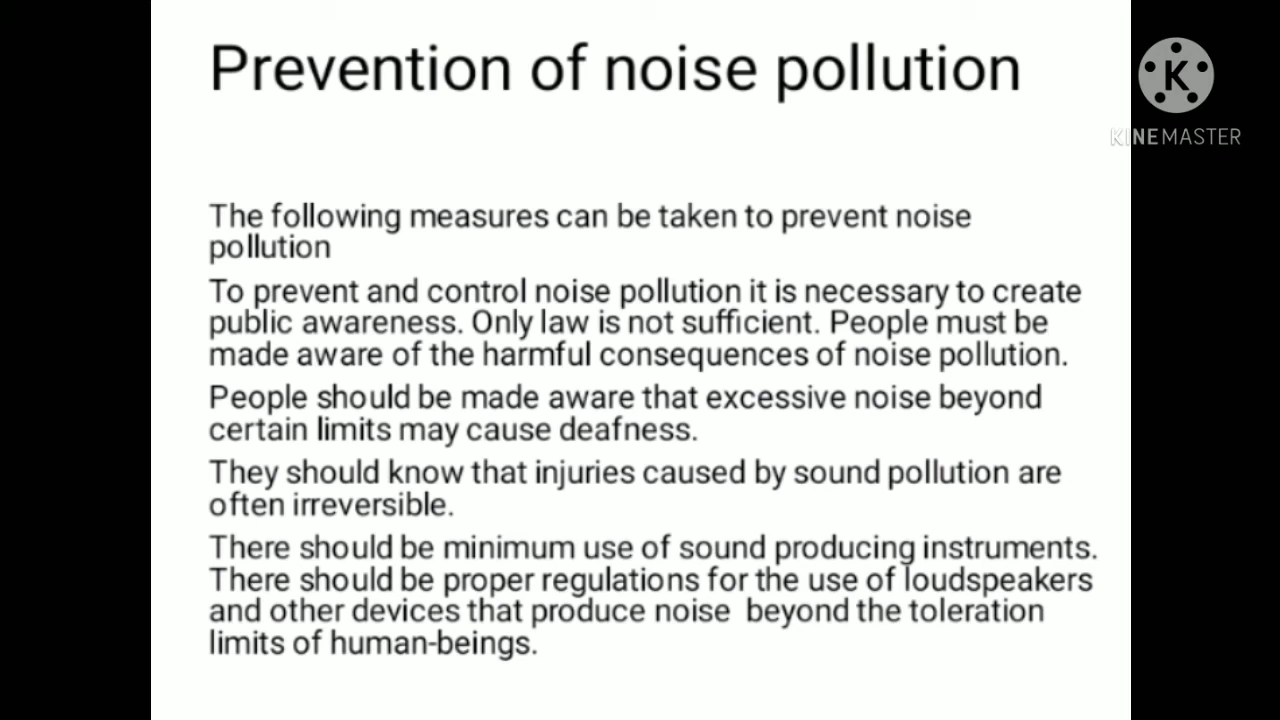 Prevention of noise pollution
K
KINEMASTER
The following measures can be taken to prevent noise
pollution
To prevent and control noise pollution it is necessary to create
public awareness. Only law is not sufficient. People must be
made aware of the harmful consequences of noise pollution.
People should be made aware that excessive noise beyond
certain limits may cause deafness.
They should know that injuries caused by sound pollution are
often irreversible.
There should be minimum use of sound producing instruments.
There should be proper regulations for the use of loudspeakers
and other devices that produce noise  beyond the toleration
limits of human-beings.